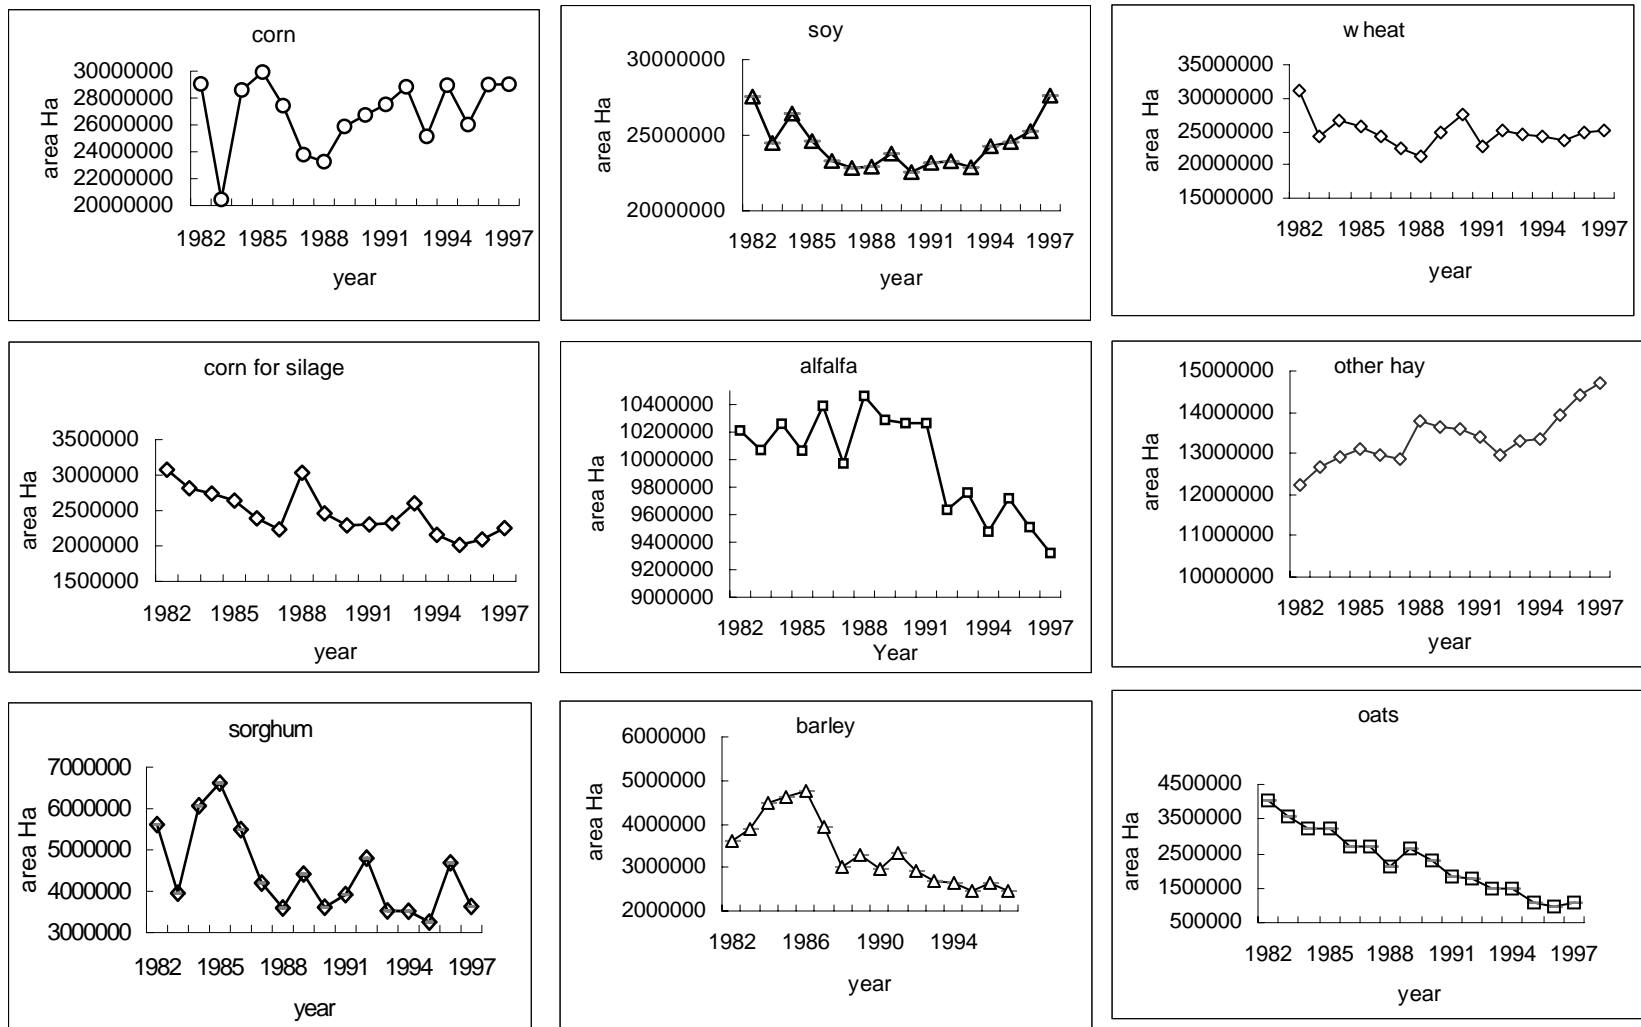 corn
area Ha
30000000
28000000
26000000
24000000
22000000
20000000
1982 1985 1988 1991 1994 1997
year
soy
area Ha
30000000
25000000
20000000
1982 1985 1988 1991 1994 1997
year
w heat
area Ha
35000000
30000000
25000000
20000000
15000000
1982 1985 1988 1991 1994 1997
year
corn for silage
area Ha
3500000
3000000
2500000
2000000
1500000
1982 1985 1988 1991 1994 1997
year
alfalfa
area Ha
10400000
10200000
10000000
9800000
9600000
9400000
9200000
9000000
1982 1985 1988 1991 1994 1997
Year
other hay
area Ha
15000000
14000000
13000000
12000000
11000000
10000000
1982 1985 1988 1991 1994 1997
year
sorghum
area Ha
7000000
6000000
5000000
4000000
3000000
1982 1985 1988 1991 1994 1997
year
barley
area Ha
6000000
5000000
4000000
3000000
2000000
1982 1986 1990 1994
year
oats
area Ha
4500000
3500000
2500000
1500000
500000
1982 1985 1988 1991 1994 1997
year